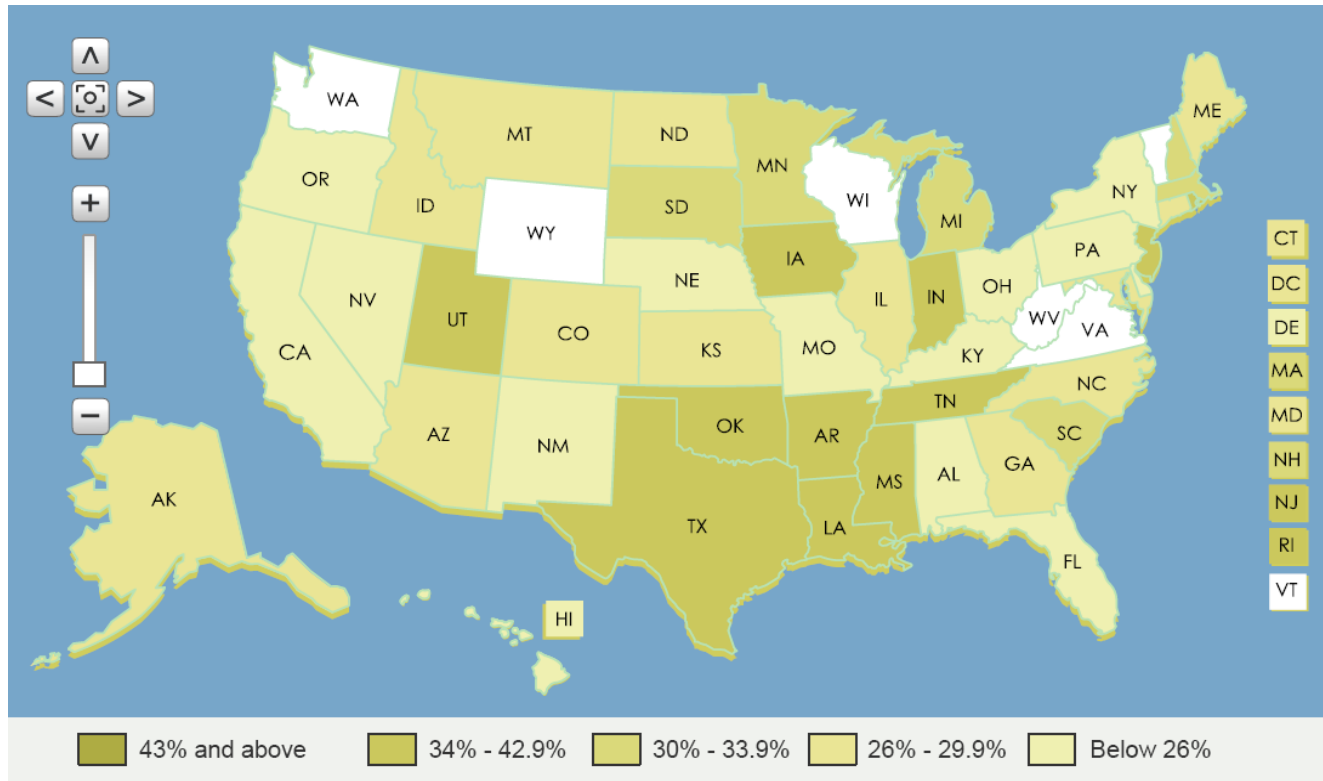 WA
MT
ND
ME
OR
ID
MN
WI
NY
SD
MI
WY
CT
IA
PA
NE
DC
NV
UT
CO
IL
IN
OH
WV
VA
DE
CA
KS
MO
KY
MA
NC
TN
MD
AZ
NM
OK
AR
SC
MS
AL
GA
NH
AK
TX
LA
NJ
RI
FL
VT
HI
43% and above
34% - 42.9%
30% - 33.9%
26% - 29.9%
Below 26%